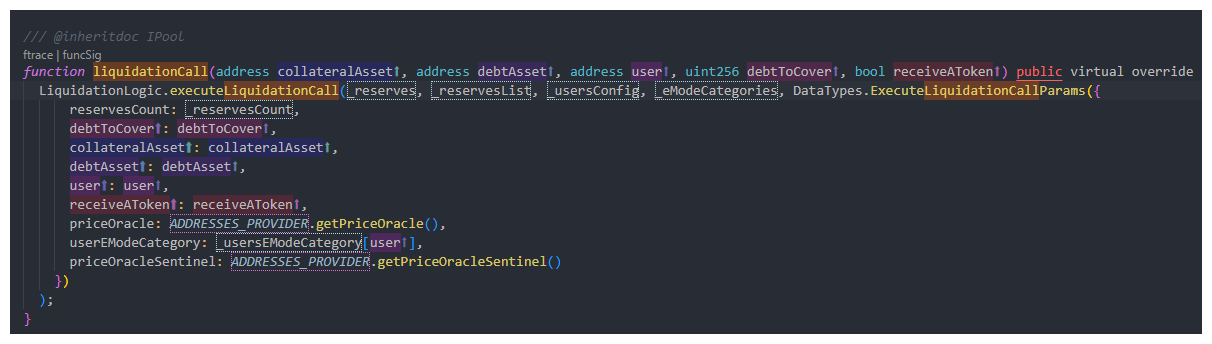 /// @inheritdoc IPool
ftrace | funcSig
function liquidationCall(address collateralAsset⬆, address debtAsset⬆, address user⬆, uint256 debtToCover⬆, bool receiveAToken⬆) public virtual override
LiquidationLogic.executeLiquidationCall(_reserves, _reservesList, _usersConfig, _eModeCategories, DataTypes.ExecuteLiquidationCallParams({
reservesCount: _reservesCount,
debtToCover⬆: debtToCover⬆,
collateralAsset⬆: collateralAsset⬆,
debtAsset⬆: debtAsset⬆,
user⬆: user⬆,
receiveAToken⬆: receiveAToken⬆,
priceOracle: ADDRESSES_PROVIDER.getPriceOracle(),
userEModeCategory: _usersEModeCategory[user⬆],
priceOracleSentinel: ADDRESSES_PROVIDER.getPriceOracleSentinel()
})
);
}